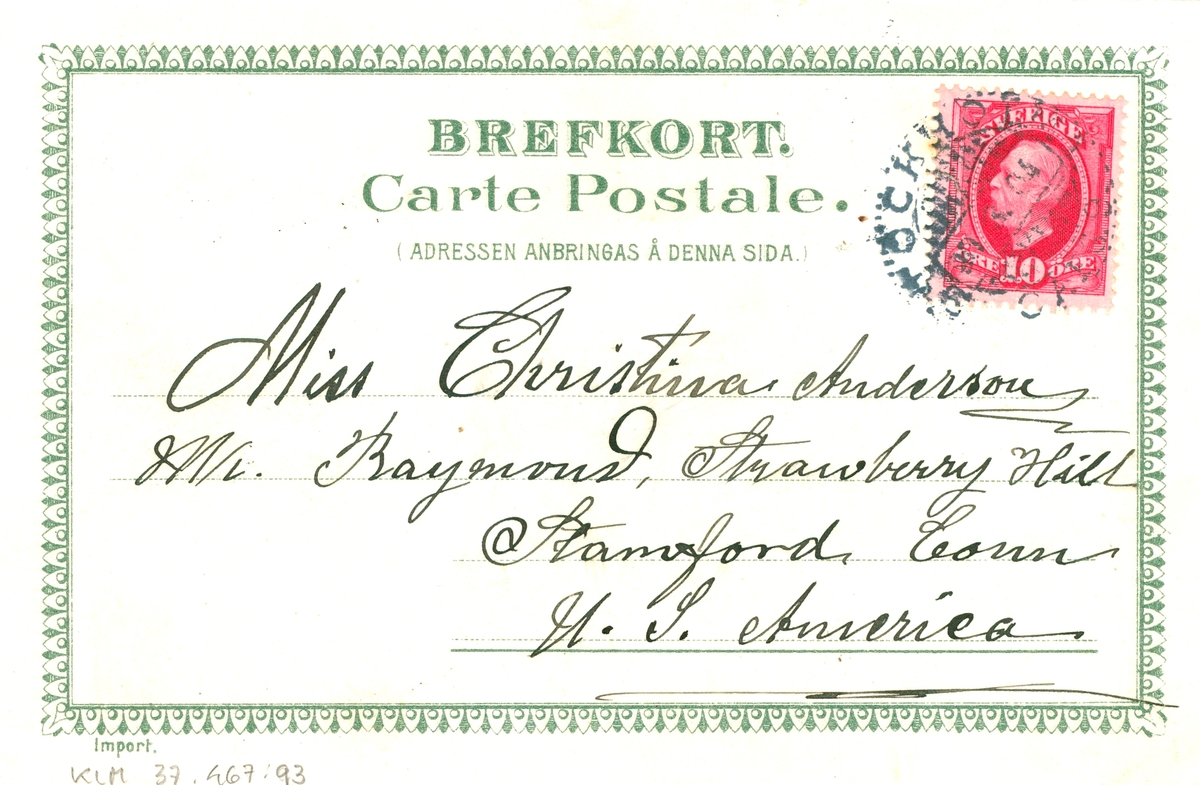 BREFKORT.
Carte Postale.
(ADRESSEN ANBRINGAS Å DENNA SIDA.)
SVERIGE
10 ÖRE
Miss Christina Anderson
Mr. Raymond, Strawberry Hill
Stamford. Conn
U. S. America.
Import.
KLM 37.467:93